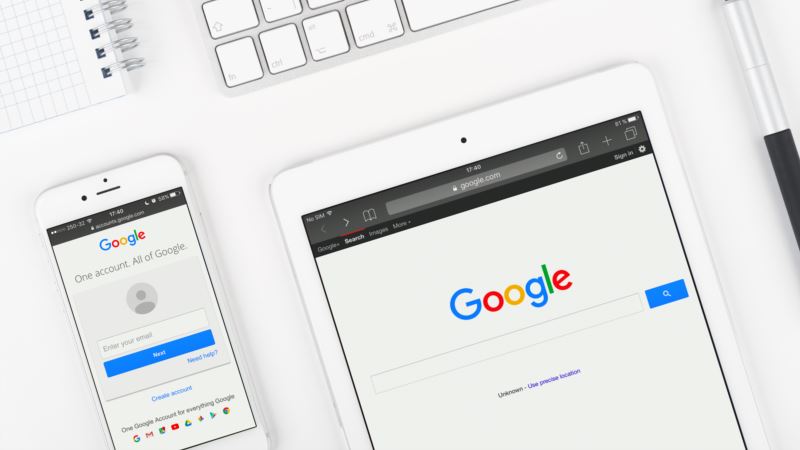 fn
ctrl
alt
cmd
⌘
17:40
58%
accounts.google.com
Google
One account. All of Google.
Enter your email
Next
Need help?
Create account
One Google Account for everything Google
No SIM
17:40
81 %
google.com
Google+ Search Images More
Sign in
Google
Unknown - Use precise location